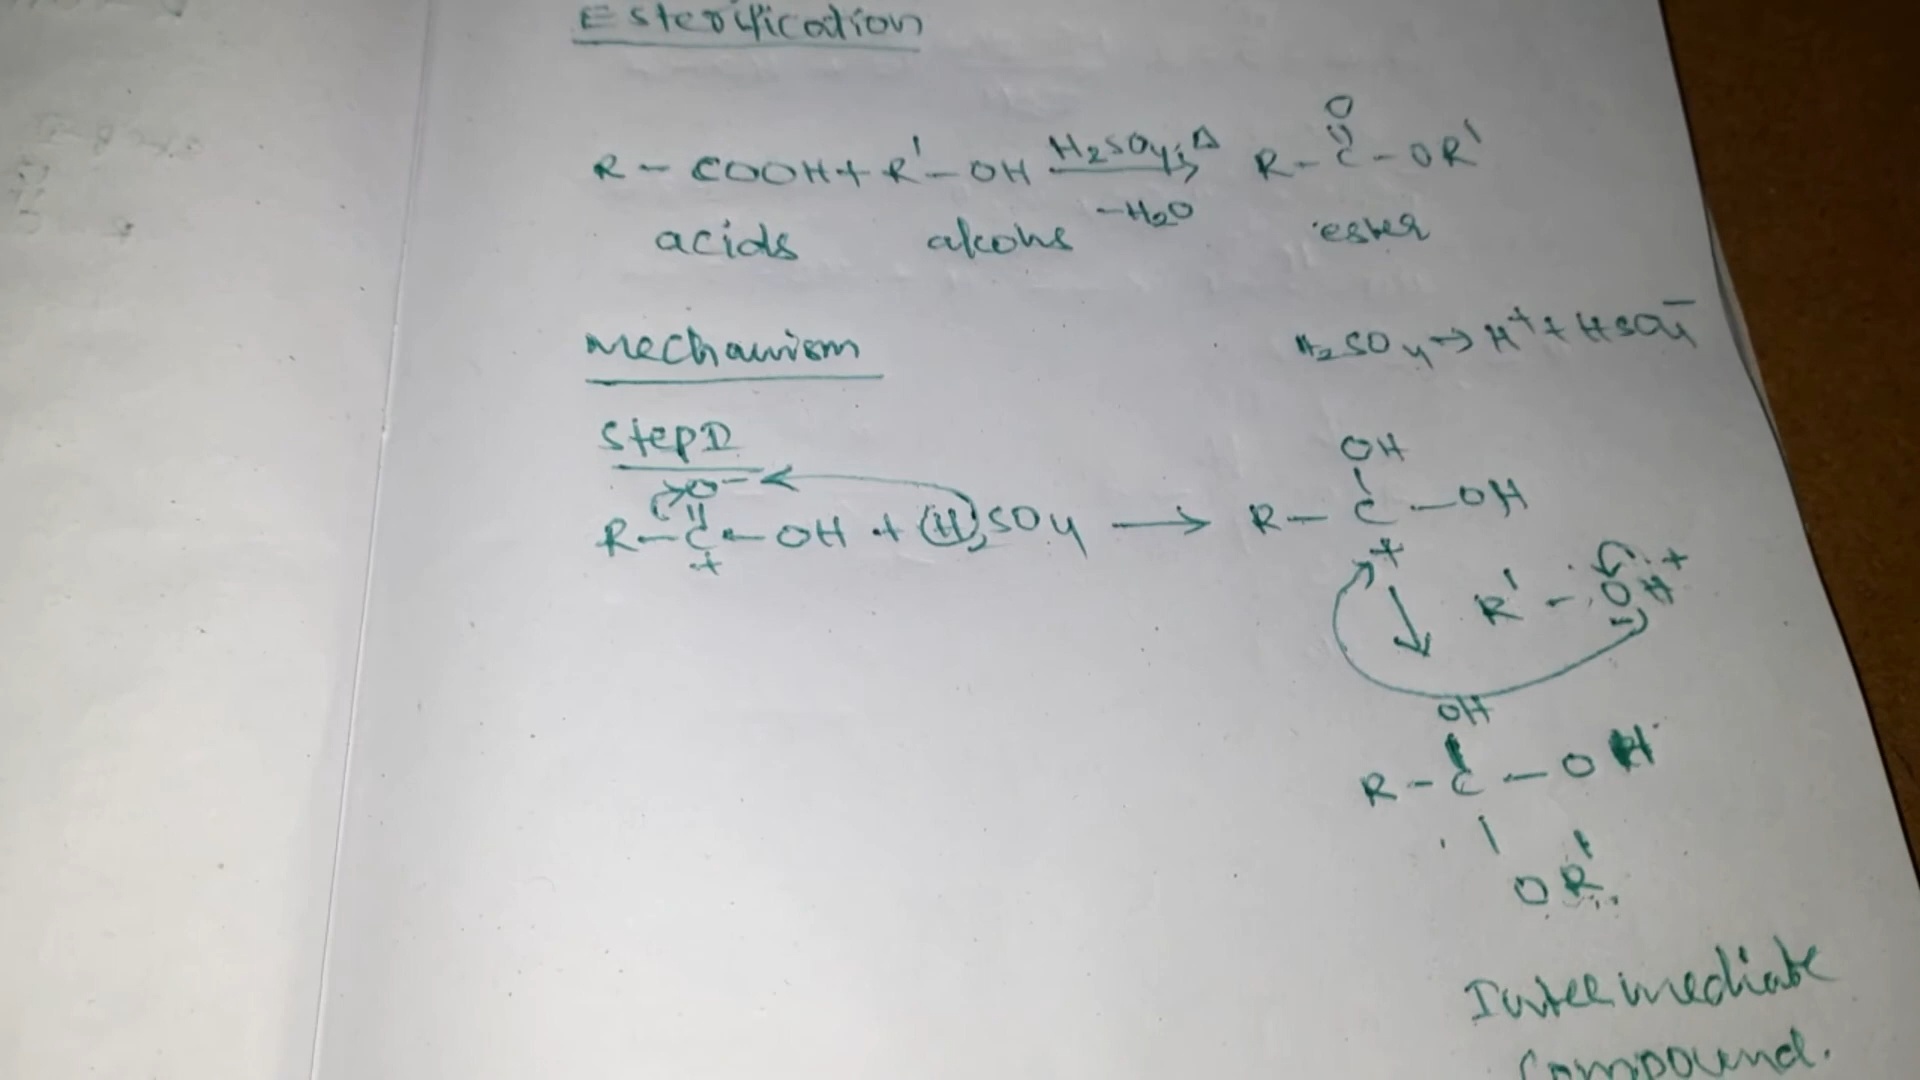 Esterification
O
R - COOH + R' - OH H2SO4, Δ R - C - OR'
-H2O
acids alcohs ester
Mechanism H2SO4 → H+ + HSO4-
Step I
OH
O-
R - C - OH + H2SO4 → R - C - OH
+
+
R' - OH+
-
OH
R - C - OH
OR'
Intermediate
compound.